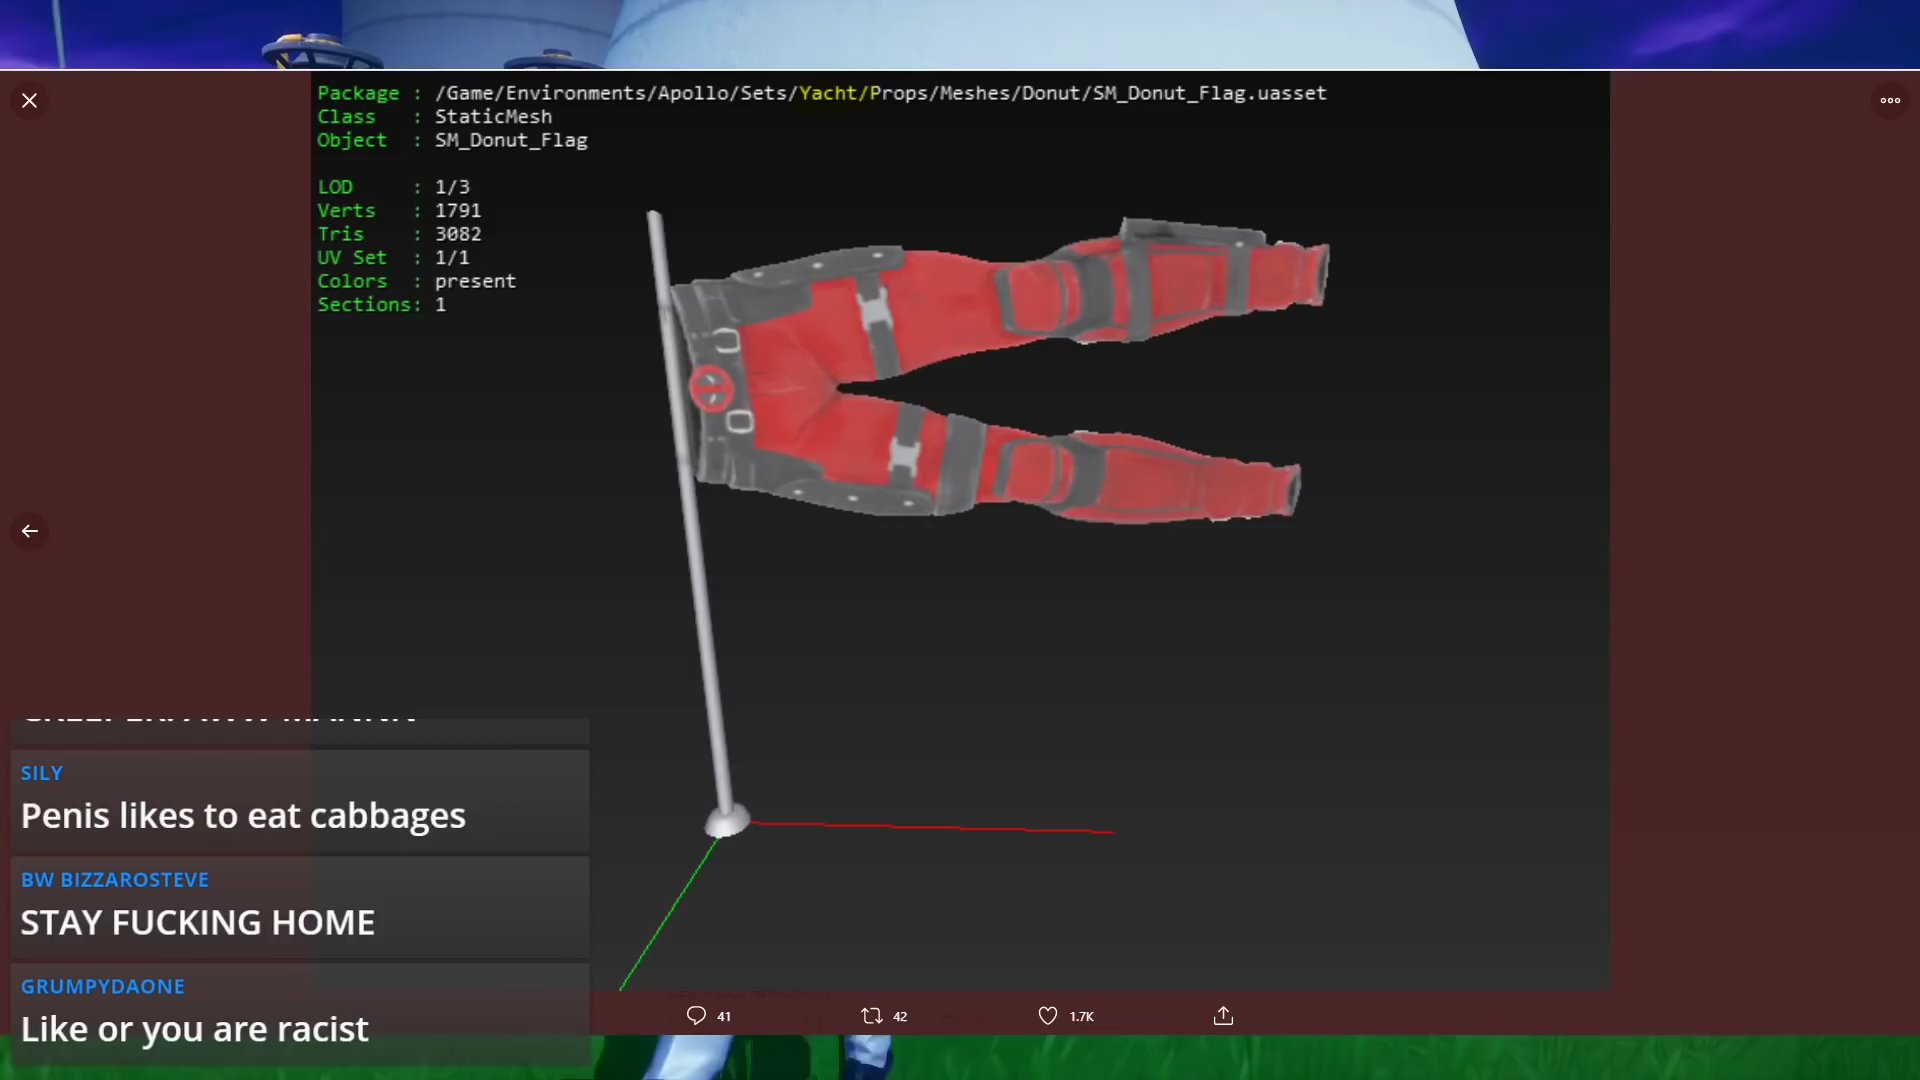 Package : /Game/Environments/Apollo/Sets/Yacht/Props/Meshes/Donut/SM_Donut_Flag.uasset
Class : StaticMesh
Object : SM_Donut_Flag
LOD : 1/3
Verts : 1791
Tris : 3082
UV Set : 1/1
Colors : present
Sections: 1
SILY
Penis likes to eat cabbages
BW BIZZAROSTEVE
STAY FUCKING HOME
GRUMPYDAONE
Like or you are racist
41
42
1.7K